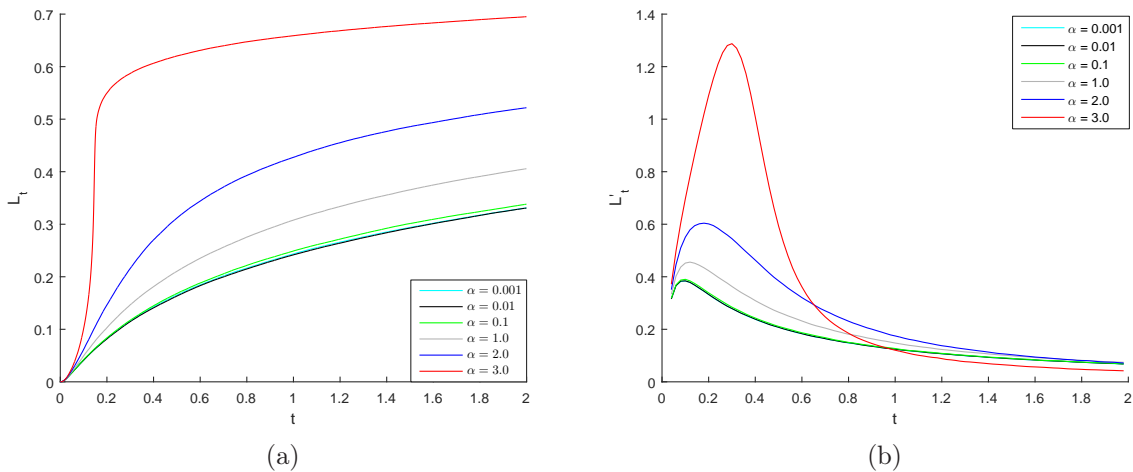 0.7
0.6
0.5
0.4
0.3
0.2
0.1
0
L_t
α = 0.001
α = 0.01
α = 0.1
α = 1.0
α = 2.0
α = 3.0
0 0.2 0.4 0.6 0.8 1 1.2 1.4 1.6 1.8 2
t
(a)
1.4
1.2
1
0.8
0.6
0.4
0.2
0
L'_t
α = 0.001
α = 0.01
α = 0.1
α = 1.0
α = 2.0
α = 3.0
0 0.2 0.4 0.6 0.8 1 1.2 1.4 1.6 1.8 2
t
(b)